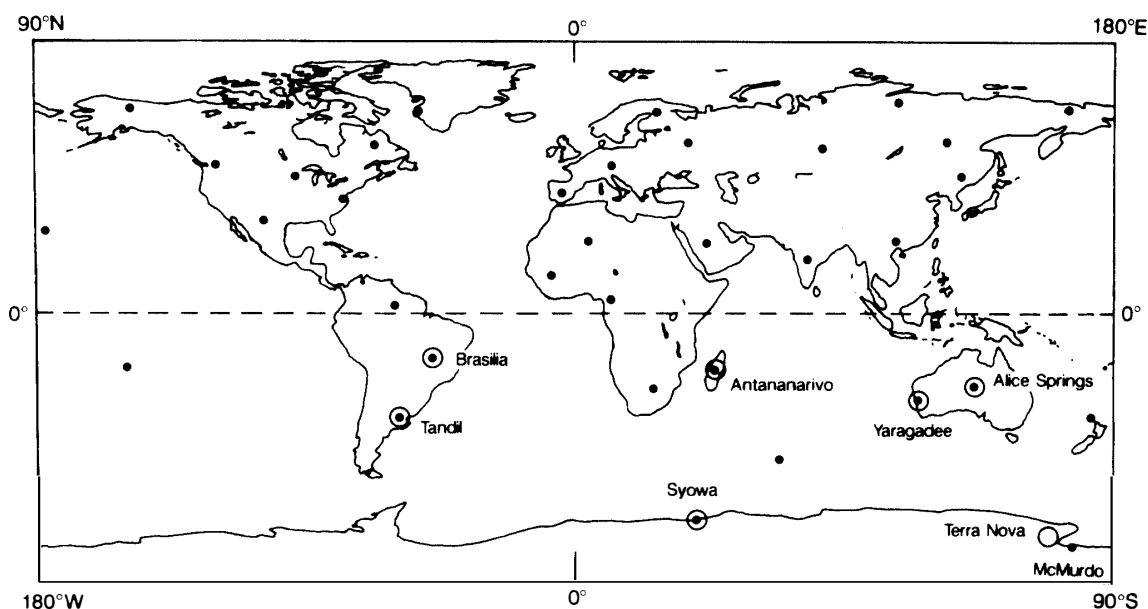 90°N
0°
180°E
0°
0°
Brasilia
Antananarivo
Alice Springs
Tandil
Yaragadee
Syowa
Terra Nova
McMurdo
180°W
0°
90°S